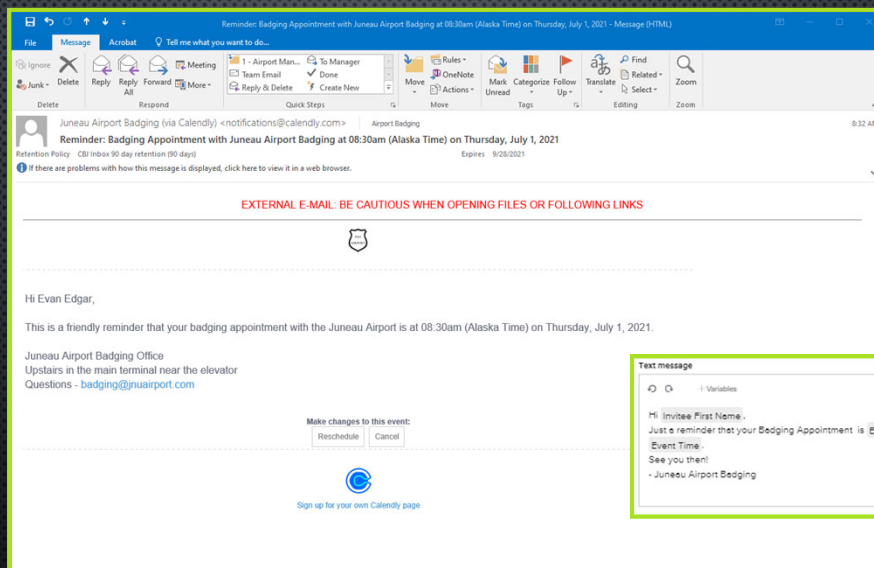 Reminder: Badging Appointment with Juneau Airport Badging at 08:30am (Alaska Time) on Thursday, July 1, 2021 - Message (HTML)
File Message Acrobat Tell me what you want to do...
Ignore
Junk
Delete
Reply
Reply All
Forward
Meeting
More
1 - Airport Man...
Team Email
Reply & Delete
To Manager
Done
Create New
Move
Rules
OneNote
Actions
Mark Unread
Categorize
Follow Up
Translate
Find
Related
Select
Zoom
Delete Respond Quick Steps Move Tags Editing Zoom
Juneau Airport Badging (via Calendly) <notifications@calendly.com> Airport Badging
8:32 AM
Reminder: Badging Appointment with Juneau Airport Badging at 08:30am (Alaska Time) on Thursday, July 1, 2021
Retention Policy CBJ Inbox 90 day retention (90 days) Expires 9/28/2021
If there are problems with how this message is displayed, click here to view it in a web browser.
EXTERNAL E-MAIL: BE CAUTIOUS WHEN OPENING FILES OR FOLLOWING LINKS
Hi Evan Edgar,
This is a friendly reminder that your badging appointment with the Juneau Airport is at 08:30am (Alaska Time) on Thursday, July 1, 2021.
Juneau Airport Badging Office
Upstairs in the main terminal near the elevator
Questions - badging@jnuairport.com
Make changes to this event:
Reschedule Cancel
Sign up for your own Calendly page
Text message
+ Variables
Hi Invitee First Name,
Just a reminder that your Badging Appointment is
Event Time.
See you then!
- Juneau Airport Badging